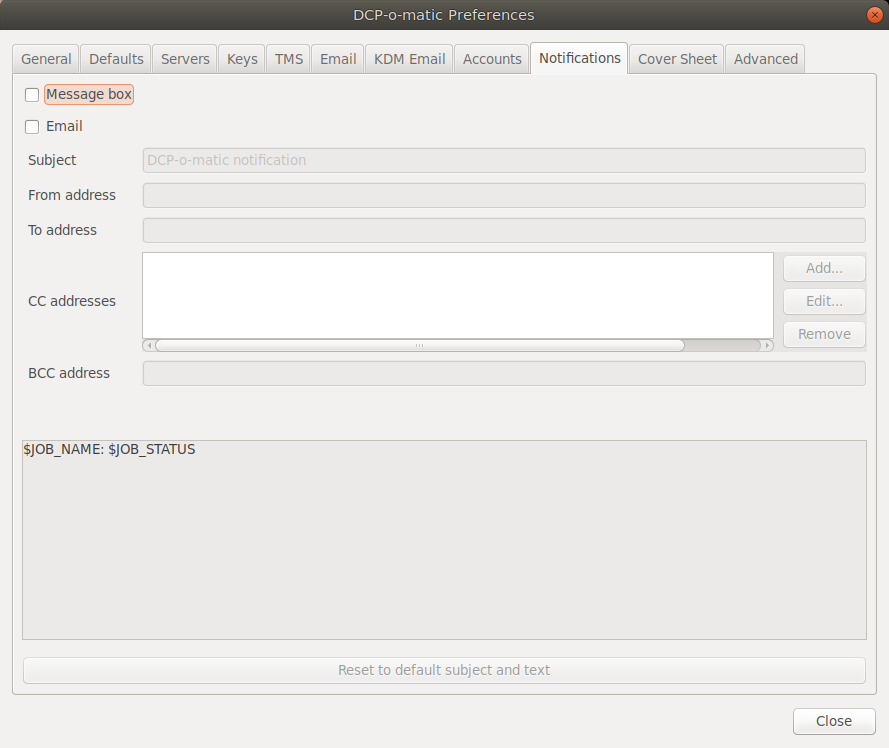 DCP-o-matic Preferences
General Defaults Servers Keys TMS Email KDM Email Accounts Notifications Cover Sheet Advanced
Message box
Email
Subject DCP-o-matic notification
From address
To address
Add...
CC addresses Edit...
Remove
BCC address
$JOB_NAME: $JOB_STATUS
Reset to default subject and text
Close